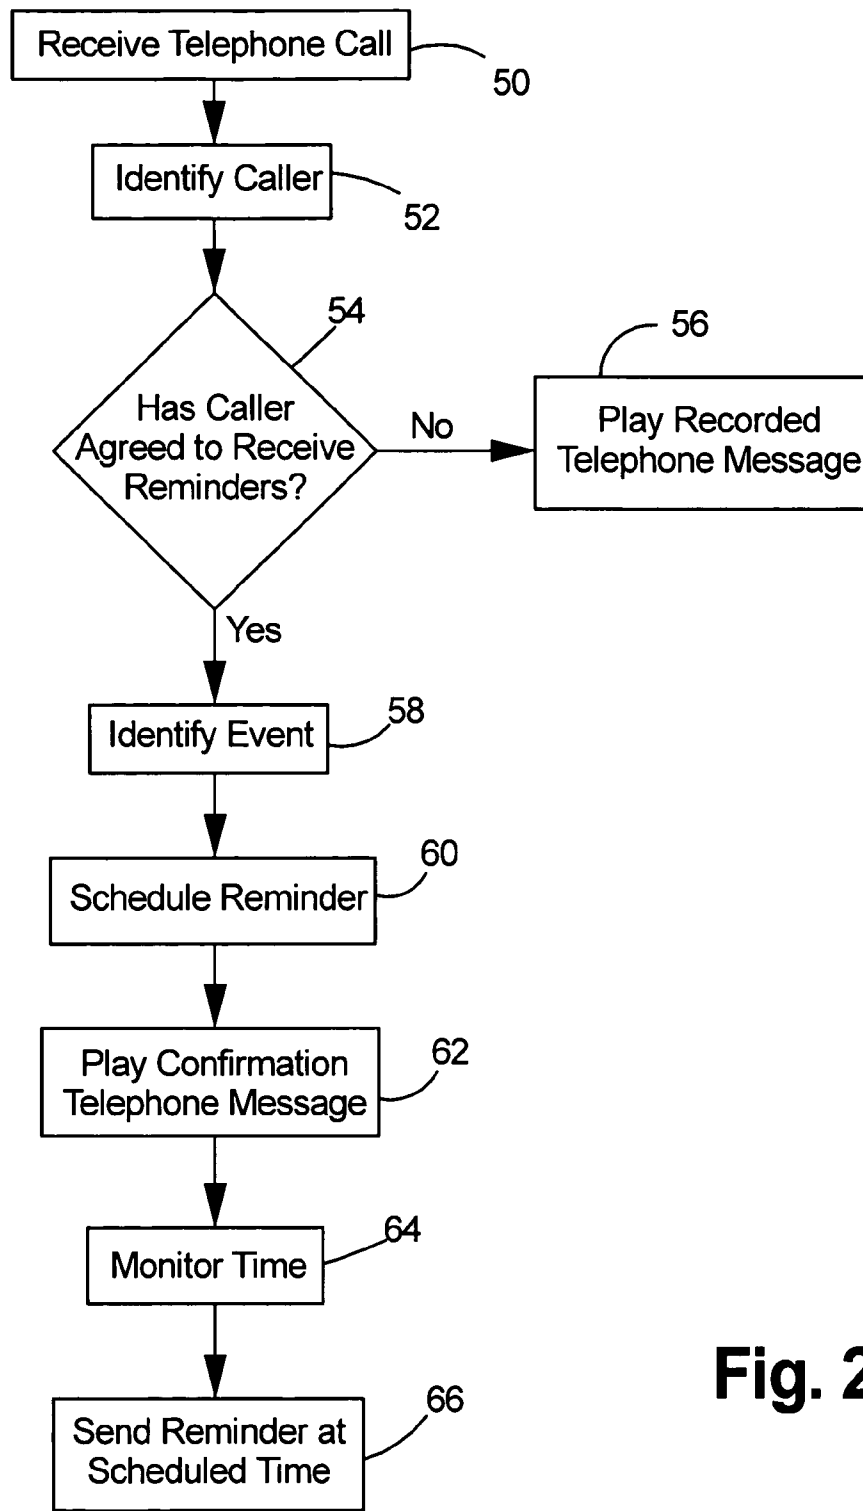 Receive Telephone Call
50
Identify Caller
52
54
Has Caller
Agreed to Receive
Reminders?
No
56
Play Recorded
Telephone Message
Yes
Identify Event
58
Schedule Reminder
60
Play Confirmation
Telephone Message
62
Monitor Time
64
Send Reminder at
Scheduled Time
66
Fig. 2